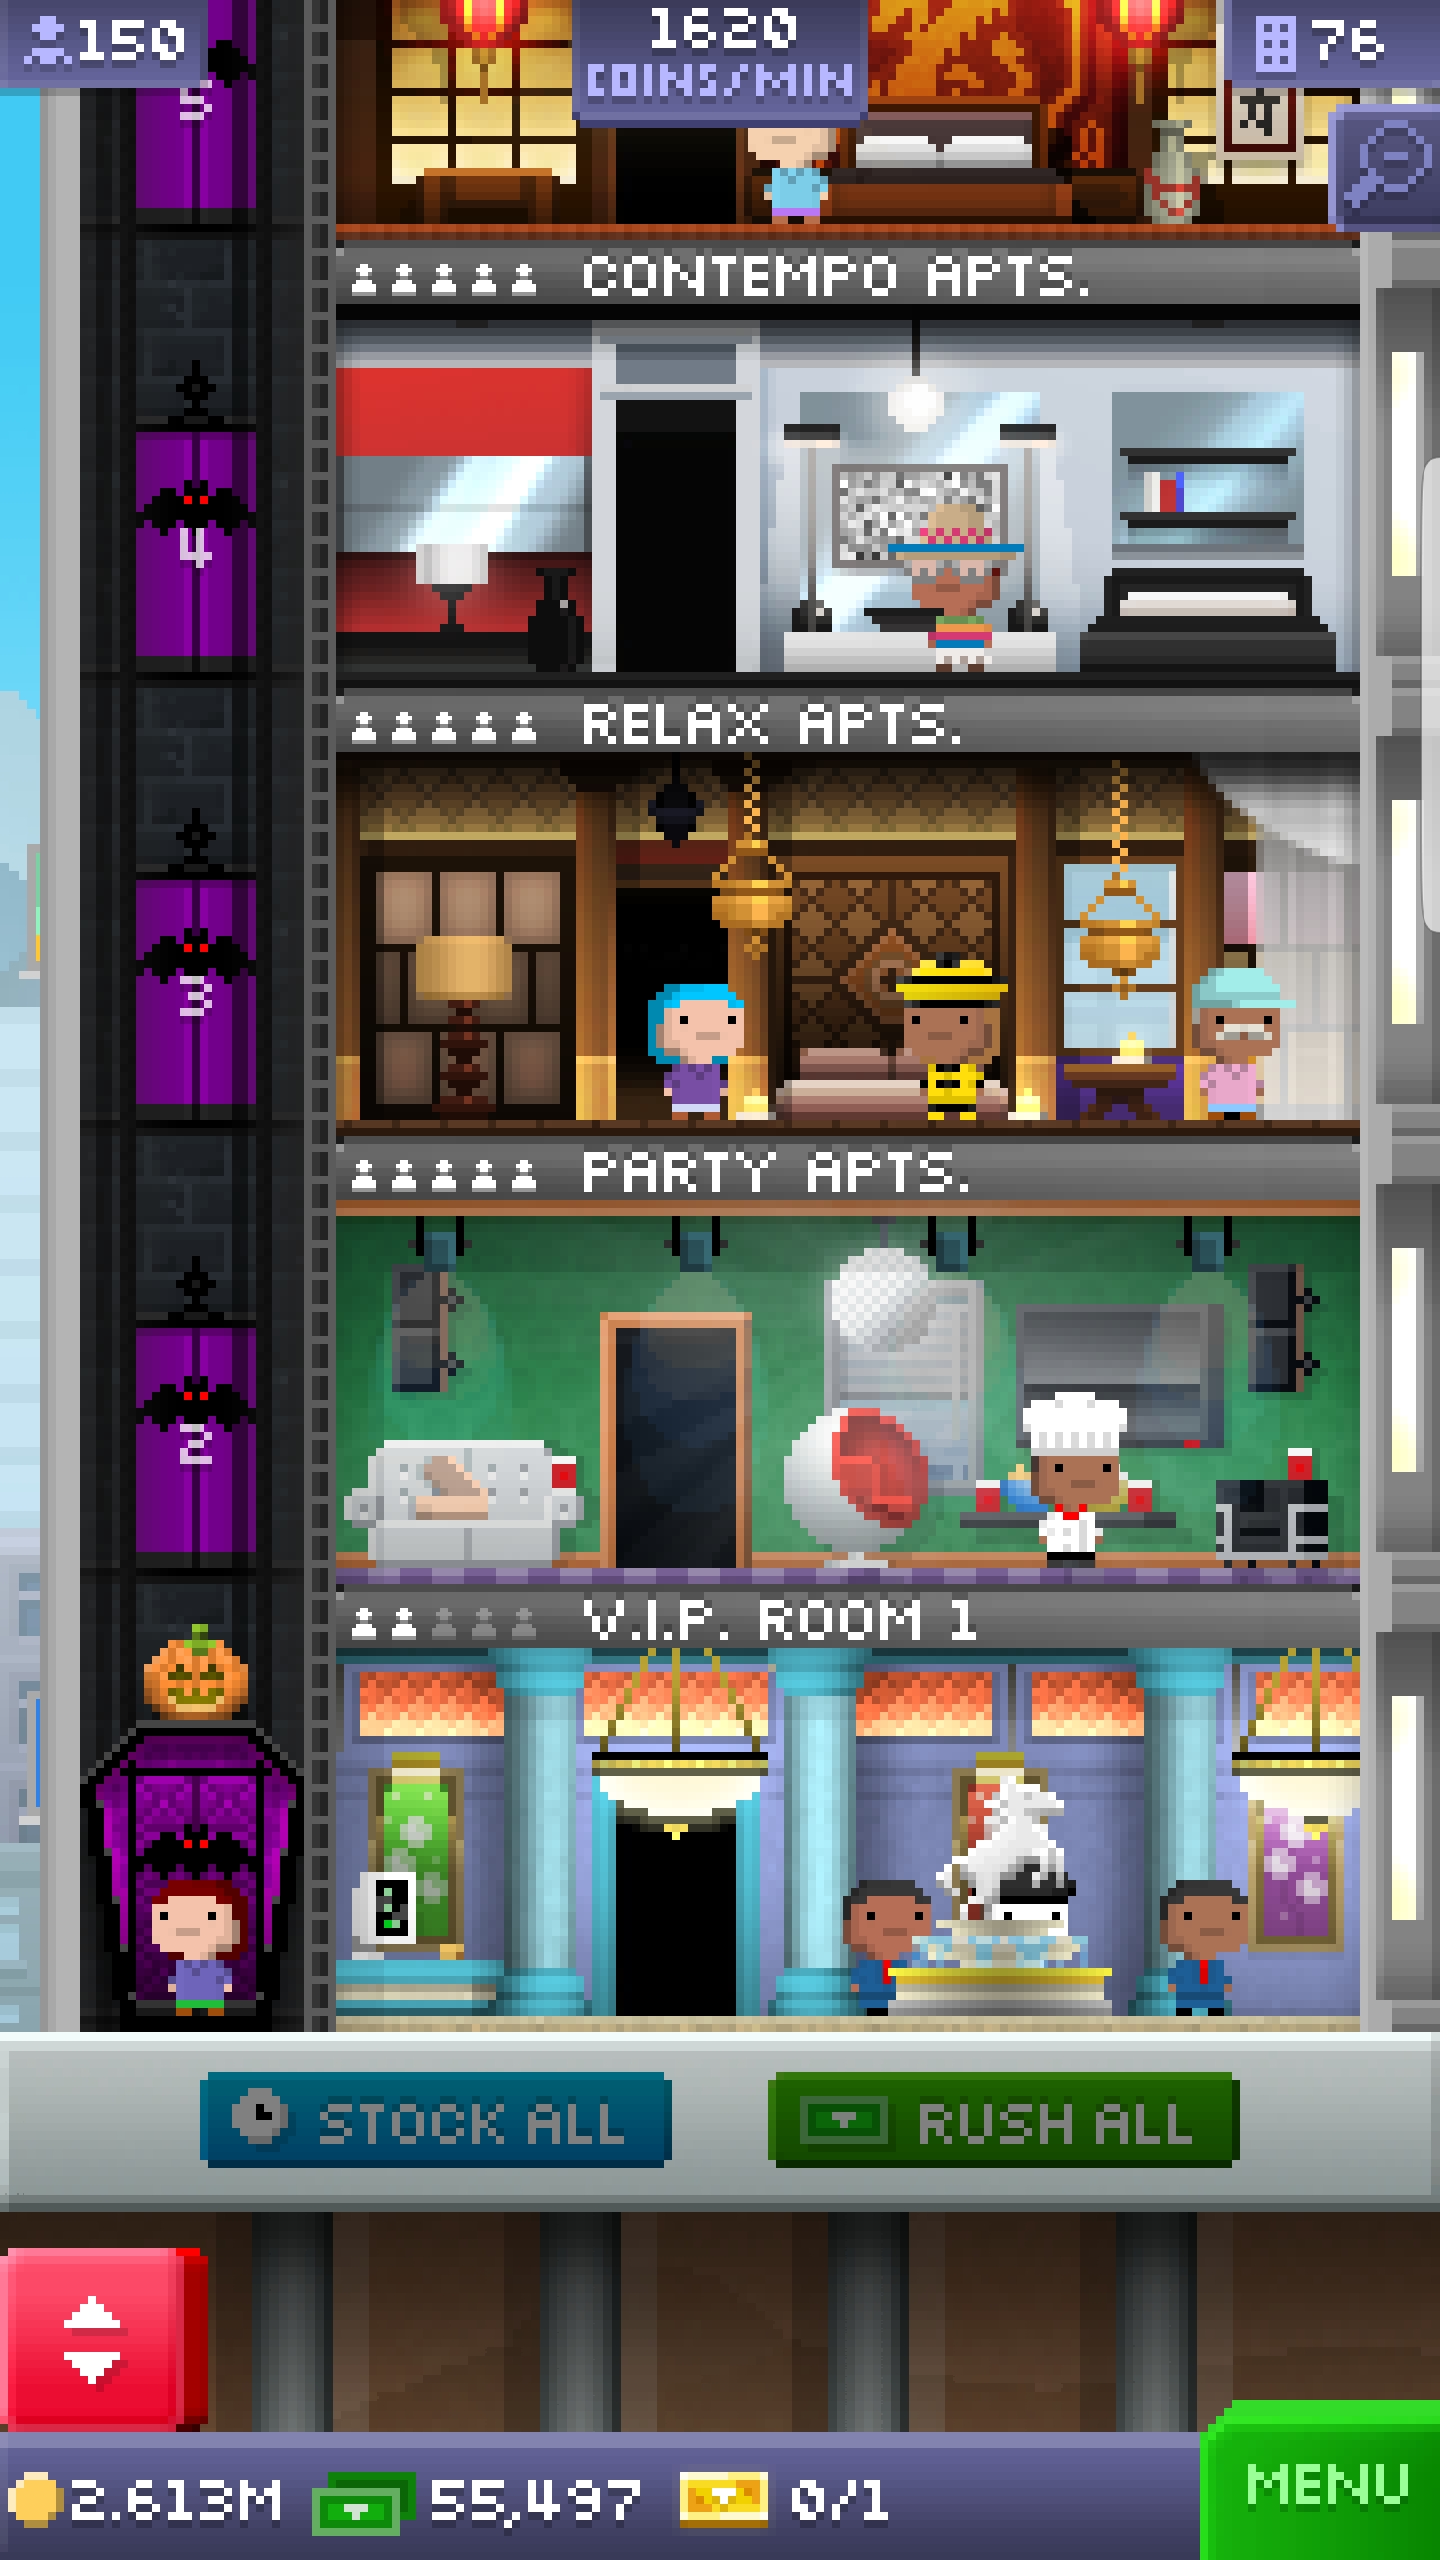 150
1620
COINS/MIN
76
5
CONTEMPO APTS.
4
RELAX APTS.
3
PARTY APTS.
2
V.I.P. ROOM 1
STOCK ALL
RUSH ALL
2.613M
55,497
0/1
MENU